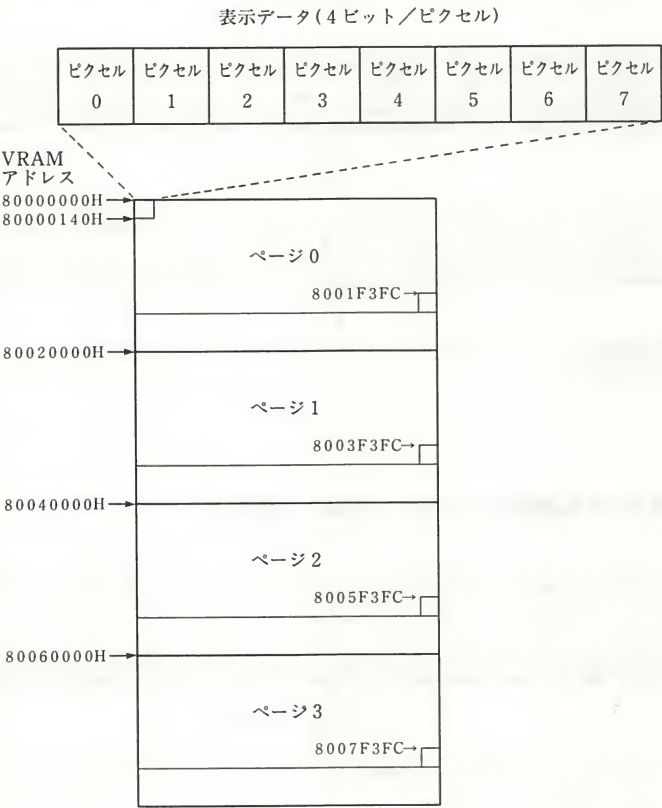 表示データ(4ビット／ピクセル)
ピクセル ピクセル ピクセル ピクセル ピクセル ピクセル ピクセル ピクセル
0 1 2 3 4 5 6 7
VRAM
アドレス
80000000H→
80000140H→
ページ0
8001F3FC→
80020000H→
ページ1
8003F3FC→
80040000H→
ページ2
8005F3FC→
80060000H→
ページ3
8007F3FC→